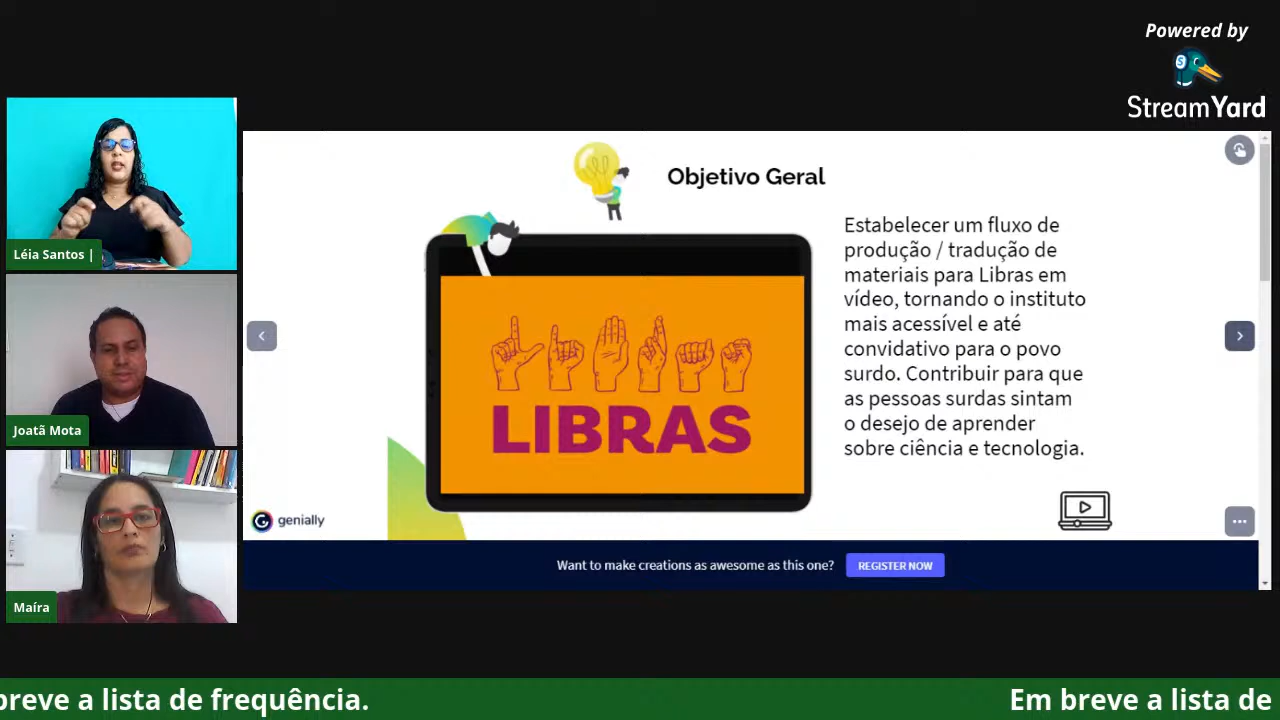 Powered by
StreamYard
Léia Santos |
Joatã Mota
Maíra
Objetivo Geral
Estabelecer um fluxo de
produção / tradução de
materiais para Libras em
vídeo, tornando o instituto
mais acessível e até
convidativo para o povo
surdo. Contribuir para que
as pessoas surdas sintam
o desejo de aprender
sobre ciência e tecnologia.
LIBRAS
genially
Want to make creations as awesome as this one?
REGISTER NOW
breve a lista de frequência.
Em breve a lista de